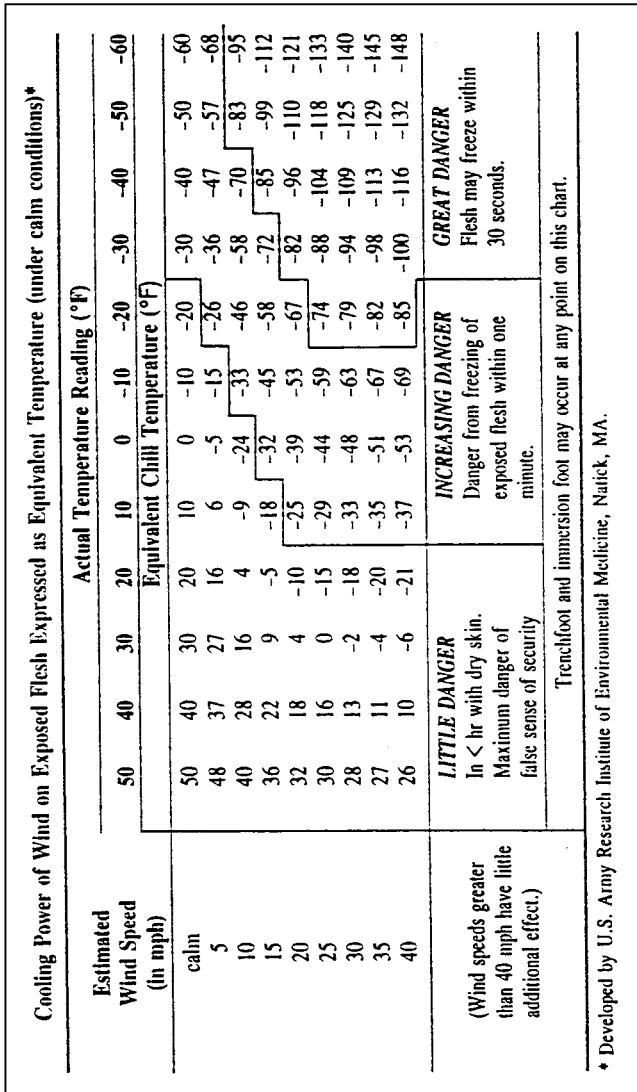 Cooling Power of Wind on Exposed Flesh Expressed as Equivalent Temperature (under calm conditions)*
Estimated
Wind Speed
(in mph)
Actual Temperature Reading (°F)
50 40 30 20 10 0 -10 -20 -30 -40 -50 -60
Equivalent Chill Temperature (°F)
calm 50 40 30 20 10 0 -10 -20 -30 -40 -50 -60
5 48 37 27 16 6 -5 -15 -26 -36 -47 -57 -68
10 40 28 16 4 -9 -24 -33 -46 -58 -70 -83 -95
15 36 22 9 -5 -18 -32 -45 -58 -72 -85 -99 -112
20 32 18 4 -10 -25 -39 -53 -67 -82 -96 -110 -121
25 30 16 0 -15 -29 -44 -59 -74 -88 -104 -118 -133
30 28 13 -2 -18 -33 -48 -63 -79 -94 -109 -125 -140
35 27 11 -4 -20 -35 -51 -67 -82 -98 -113 -129 -145
40 26 10 -6 -21 -37 -53 -69 -85 -100 -116 -132 -148
(Wind speeds greater
than 40 mph have little
additional effect.)
LITTLE DANGER
In < hr with dry skin.
Maximum danger of
false sense of security
INCREASING DANGER
Danger from freezing of
exposed flesh within one
minute.
GREAT DANGER
Flesh may freeze within
30 seconds.
Trenchfoot and immersion foot may occur at any point on this chart.
* Developed by U.S. Army Research Institute of Environmental Medicine, Natick, MA.